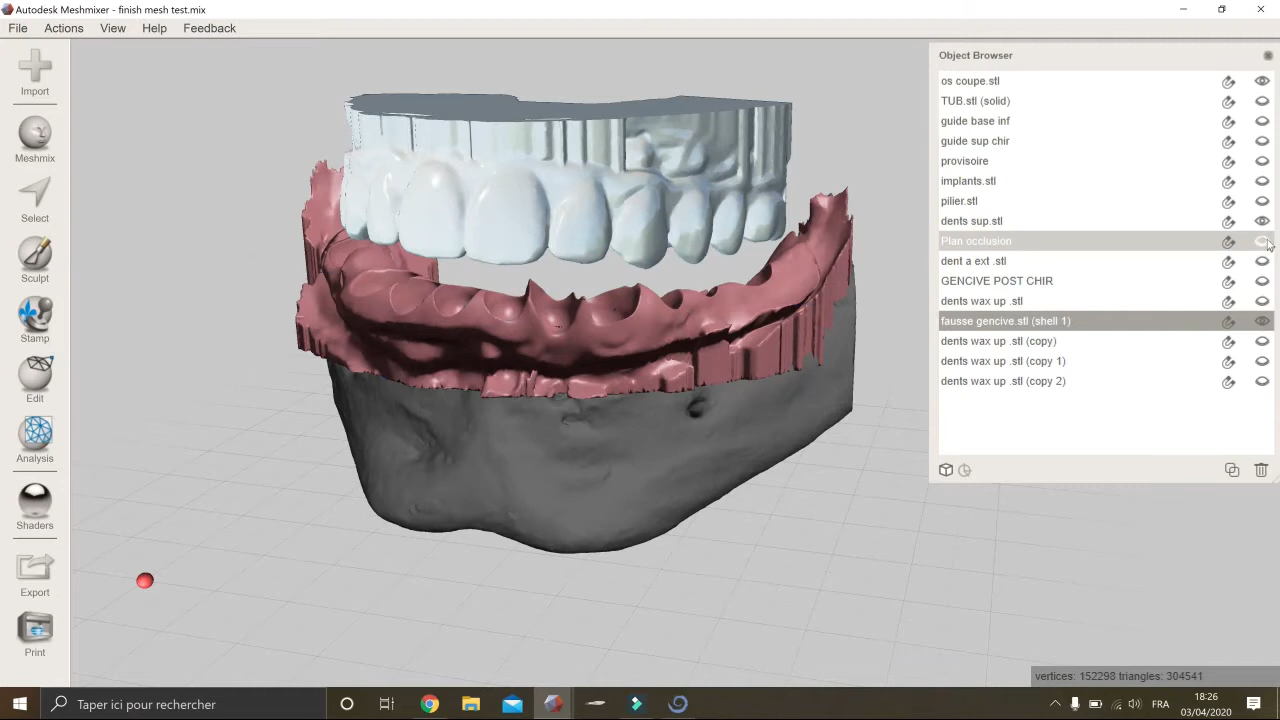 Autodesk Meshmixer - finish mesh test.mix
File Actions View Help Feedback
Import
Meshmix
Select
Sculpt
Stamp
Edit
Analysis
Shaders
Export
Print
Object Browser
os coupe.stl
TUB.stl (solid)
guide base inf
guide sup chir
provisoire
implants.stl
pilier.stl
dents sup.stl
Plan occlusion
dent a ext .stl
GENCIVE POST CHIR
dents wax up .stl
fausse gencive.stl (shell 1)
dents wax up .stl (copy)
dents wax up .stl (copy 1)
dents wax up .stl (copy 2)
vertices: 152298 triangles: 304541
Taper ici pour rechercher
FRA
18:26
03/04/2020